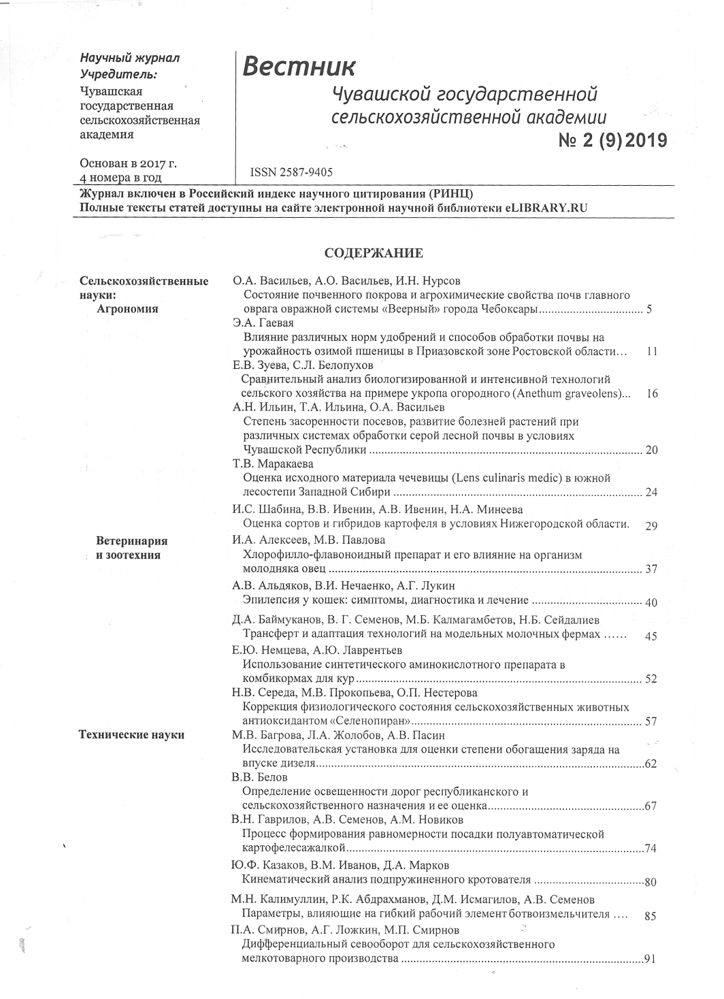 Научный журнал
Учредитель:
Чувашская
государственная
сельскохозяйственная
академия
Основан в 2017 г.
4 номера в год
Вестник
Чувашской государственной
сельскохозяйственной академии
№ 2 (9) 2019
ISSN 2587-9405
Журнал включен в Российский индекс научного цитирования (РИНЦ)
Полные тексты статей доступны на сайте электронной научной библиотеки eLIBRARY.RU
СОДЕРЖАНИЕ
Сельскохозяйственные
науки:
Агрономия
О.А. Васильев, А.О. Васильев, И.Н. Нурсов
Состояние почвенного покрова и агрохимические свойства почв главного
оврага овражной системы «Веерный» города Чебоксары.................................. 5
Э.А. Гаевая
Влияние различных норм удобрений и способов обработки почвы на
урожайность озимой пшеницы в Приазовской зоне Ростовской области... 11
Е.В. Зуева, С.Л. Белопухов
Сравнительный анализ биологизированной и интенсивной технологий
сельского хозяйства на примере укропа огородного (Anethum graveolens)... 16
А.Н. Ильин, Т.А. Ильина, О.А. Васильев
Степень засоренности посевов, развитие болезней растений при
различных системах обработки серой лесной почвы в условиях
Чувашской Республики ......................................................................................... 20
Т.В. Маракаева
Оценка исходного материала чечевицы (Lens culinaris medic) в южной
лесостепи Западной Сибири ................................................................................. 24
И.С. Шабина, В.В. Ивенин, А.В. Ивенин, Н.А. Минеева
Оценка сортов и гибридов картофеля в условиях Нижегородской области. 29
Ветеринария
и зоотехния
И.А. Алексеев, М.В. Павлова
Хлорофилло-флавоноидный препарат и его влияние на организм
молодняка овец ...................................................................................................... 37
А.В. Альдяков, В.И. Нечаенко, А.Г. Лукин
Эпилепсия у кошек: симптомы, диагностика и лечение .................................... 40
Д.А. Баймуканов, В. Г. Семенов, М.Б. Калмагамбетов, Н.Б. Сейдалиев
Трансферт и адаптация технологий на модельных молочных фермах ...... 45
Е.Ю. Немцева, А.Ю. Лаврентьев
Использование синтетического аминокислотного препарата в
комбикормах для кур ............................................................................................. 52
Н.В. Середа, М.В. Прокопьева, О.П. Нестерова
Коррекция физиологического состояния сельскохозяйственных животных
антиоксидантом «Селенопиран»........................................................................... 57
Технические науки
М.В. Багрова, Л.А. Жолобов, А.В. Пасин
Исследовательская установка для оценки степени обогащения заряда на
впуске дизеля...........................................................................................................62
В.В. Белов
Определение освещенности дорог республиканского и
сельскохозяйственного назначения и ее оценка...................................................67
В.Н. Гаврилов, А.В. Семенов, А.М. Новиков
Процесс формирования равномерности посадки полуавтоматической
картофелесажалкой.................................................................................................74
Ю.Ф. Казаков, В.М. Иванов, Д.А. Марков
Кинематический анализ подпружиненного кротователя ....................................80
М.Н. Калимуллин, Р.К. Абдрахманов, Д.М. Исмагилов, А.В. Семенов
Параметры, влияющие на гибкий рабочий элемент ботвоизмельчителя .... 85
П.А. Смирнов, А.Г. Ложкин, М.П. Смирнов
Дифференциальный севооборот для сельскохозяйственного
мелкотоварного производства ...............................................................................91